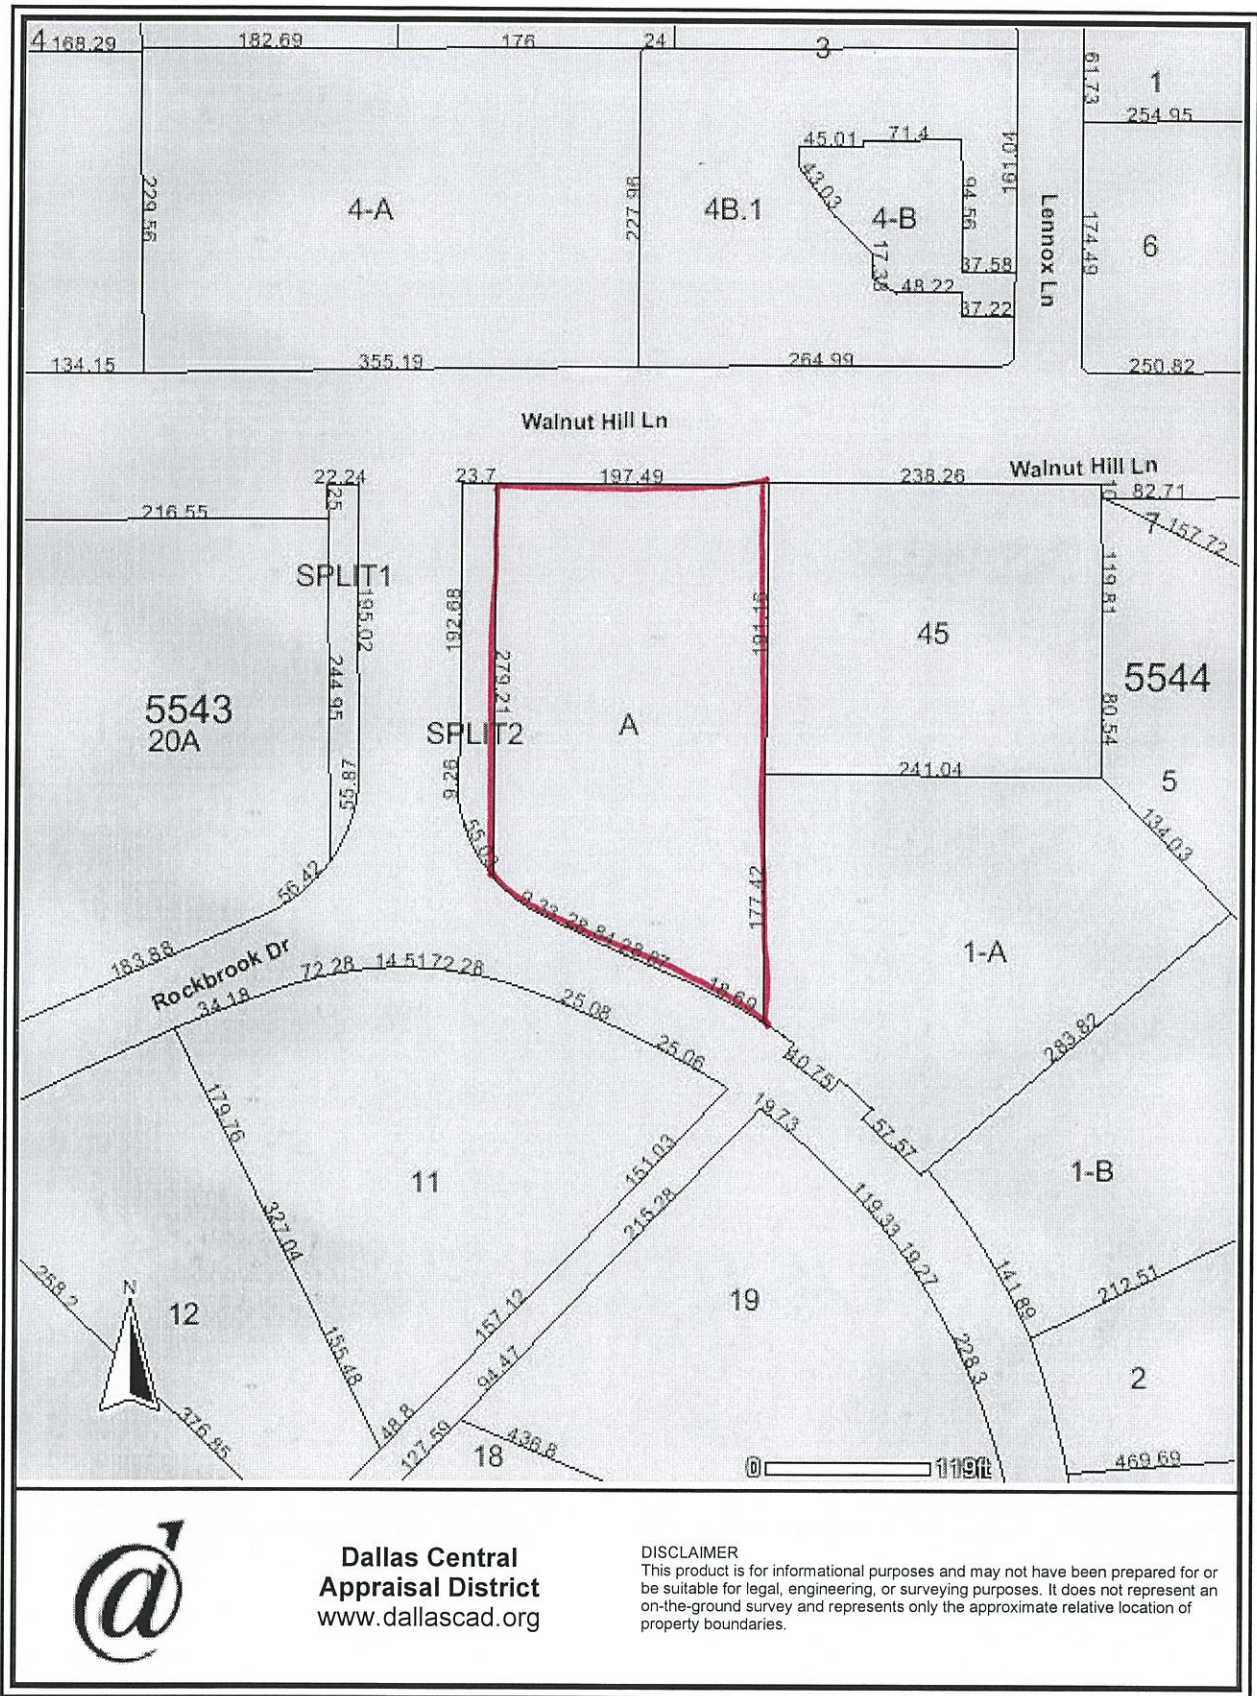 4 168.29 182.69 176 24 3 61.73 1
254.95
45.01 71.4 191.04
229.56 4-A 227.96 4B.1 43.03 4-B 94.56 Lennox Ln 174.49 6
17.38 37.58
48.22 37.22
134.15 355.19 264.99 250.82
Walnut Hill Ln
Walnut Hill Ln
22.24 23.7 197.49 238.26 10 82.71
216.55 25 7 157.72
SPLIT1 195.02 192.68 191.15 45 119.81
244.95 279.21 5544
5543 SPLIT2 A 80.54
20A
78.55 9.26 241.04 5
55.03 134.03
56.42 9.33 28.84 28.87 177.42
183.88 Rockbrook Dr 72.28 14.51 72.28 18.69 1-A
34.18 25.08
25.06 40.75 283.82
179.76 19.73 57.57
11 151.03 1-B
327.04 215.28 119.33 19.27
258.2 N 12 157.12 19 141.89 212.51
155.48 94.47 228.3 2
376.85 48.8 127.59 18 436.8 0 119ft 469.69
d
Dallas Central
Appraisal District
www.dallascad.org
DISCLAIMER
This product is for informational purposes and may not have been prepared for or
be suitable for legal, engineering, or surveying purposes. It does not represent an
on-the-ground survey and represents only the approximate relative location of
property boundaries.